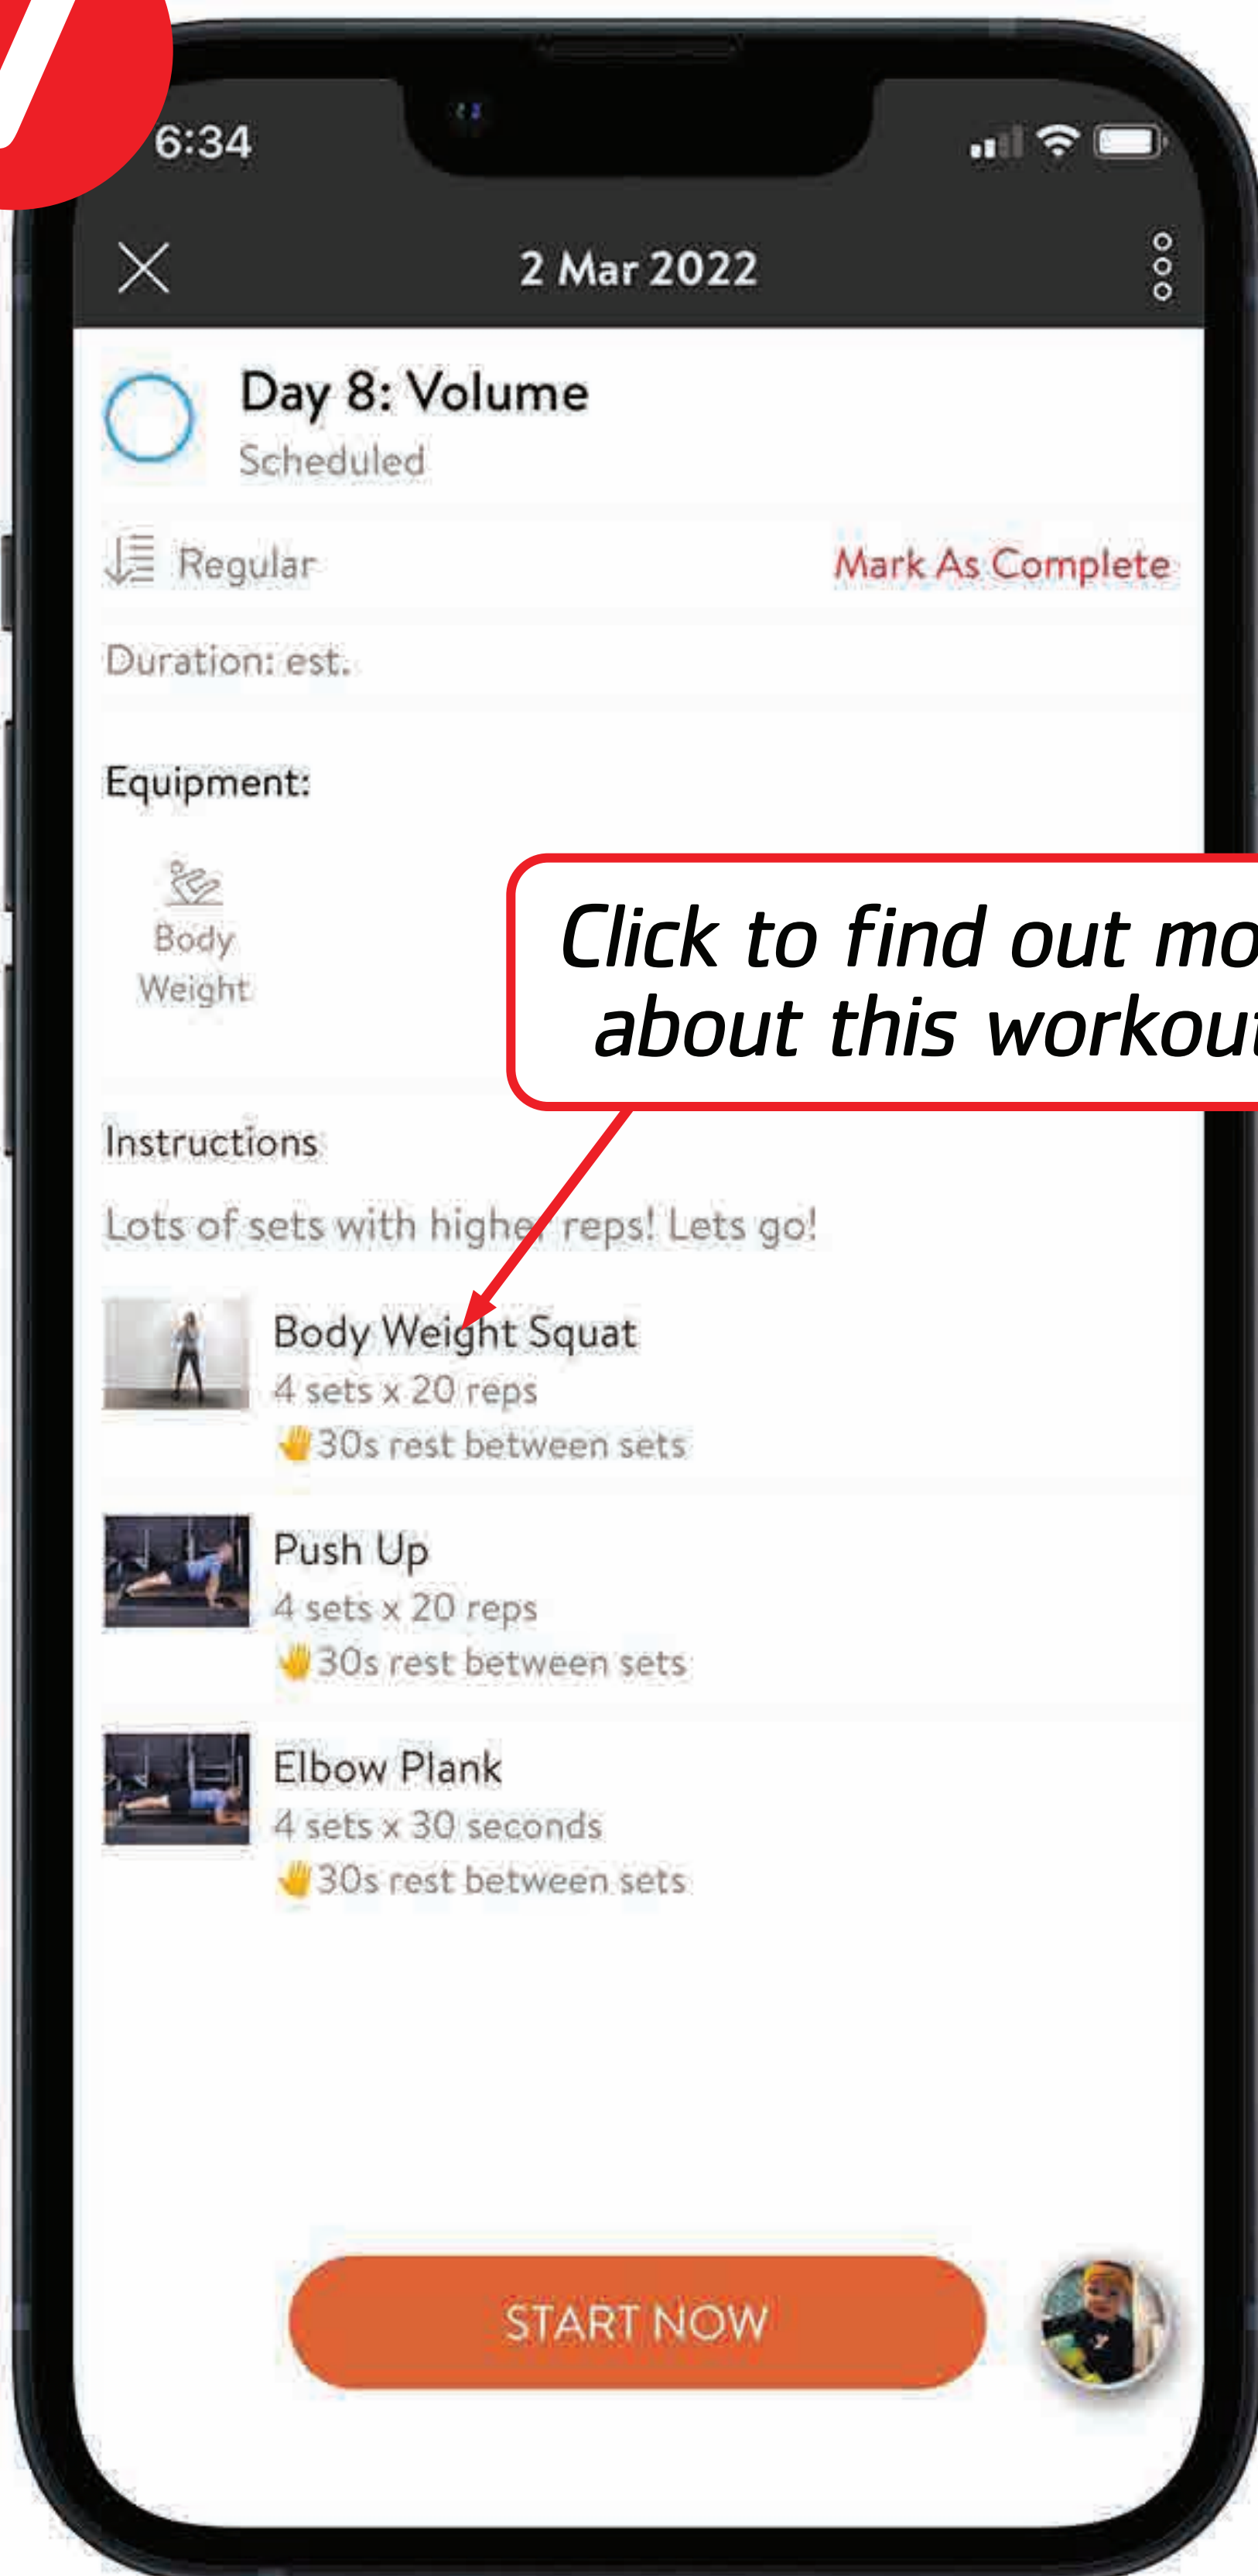 6:34
2 Mar 2022
Day 8: Volume
Scheduled
Regular
Mark As Complete
Duration: est.
Equipment:
Body
Weight
Click to find out mo
about this workout
Instructions
Lots of sets with higher reps! Lets go!
Body Weight Squat
4 sets x 20 reps
🤚30s rest between sets
Push Up
4 sets x 20 reps
🤚30s rest between sets
Elbow Plank
4 sets x 30 seconds
🤚30s rest between sets
START NOW